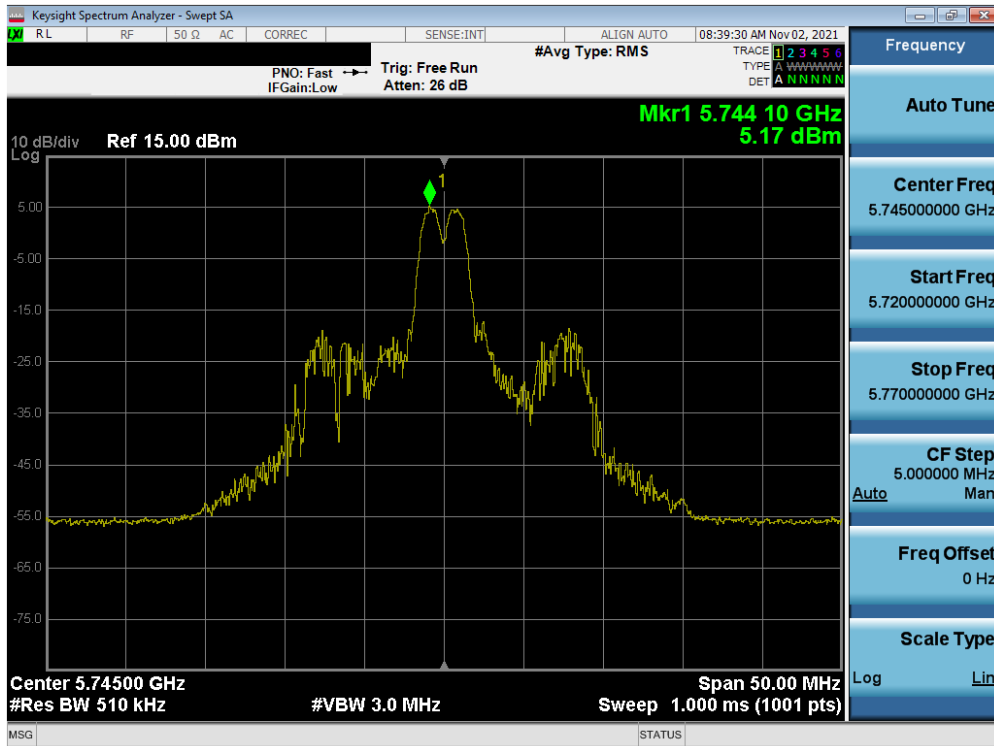 Keysight Spectrum Analyzer - Swept SA
LXI RL RF 50 Ω AC CORREC SENSE:INT ALIGN AUTO 08:39:30 AM Nov 02, 2021
#Avg Type: RMS
TRACE 1 2 3 4 5 6
TYPE A WWWWW
DET A N N N N N
PNO: Fast Trig: Free Run
IFGain:Low Atten: 26 dB
Mkr1 5.744 10 GHz
5.17 dBm
10 dB/div Ref 15.00 dBm
Log
1
5.00
-5.00
-15.0
-25.0
-35.0
-45.0
-55.0
-65.0
-75.0
Center 5.74500 GHz Span 50.00 MHz
#Res BW 510 kHz #VBW 3.0 MHz Sweep 1.000 ms (1001 pts)
MSG STATUS
Frequency
Auto Tune
Center Freq
5.745000000 GHz
Start Freq
5.720000000 GHz
Stop Freq
5.770000000 GHz
CF Step
5.000000 MHz
Auto Man
Freq Offset
0 Hz
Scale Type
Log Lin